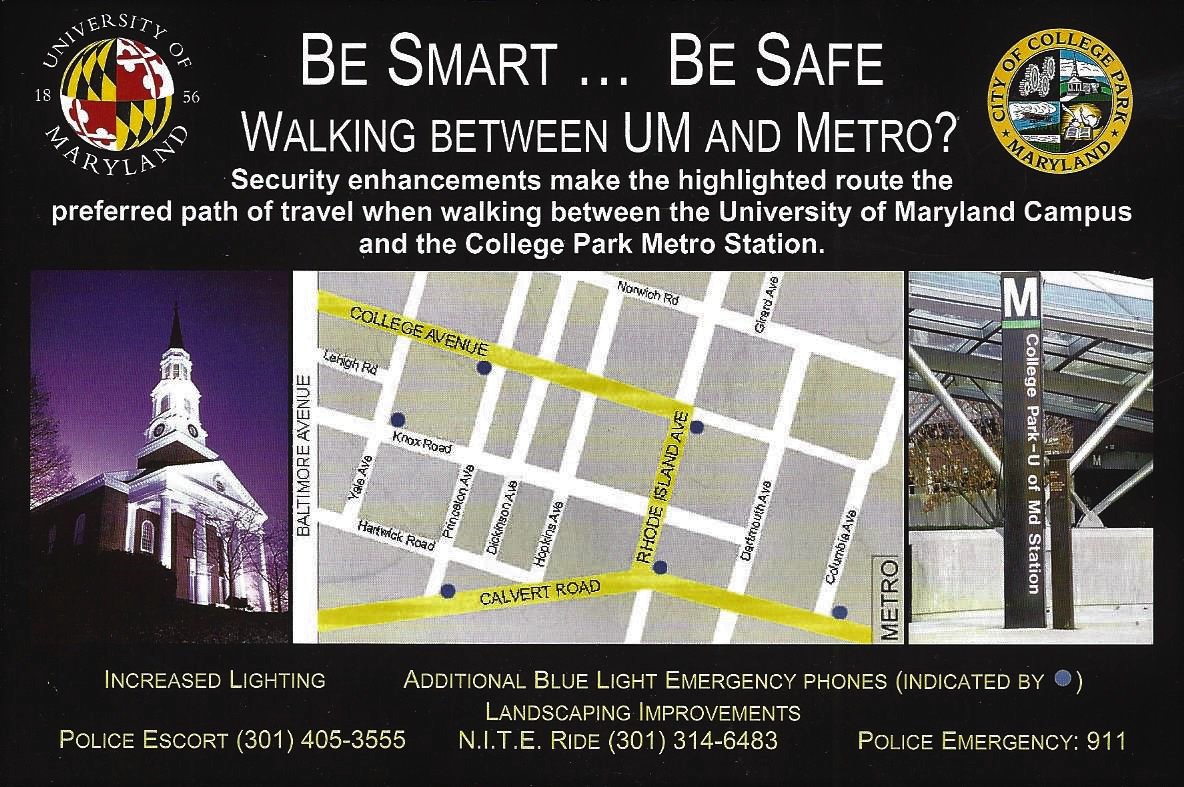 UNIVERSITY OF
18 56
MARYLAND
BE SMART ... BE SAFE
WALKING BETWEEN UM AND METRO?
CITY OF COLLEGE PARK
★ MARYLAND ★
Security enhancements make the highlighted route the
preferred path of travel when walking between the University of Maryland Campus
and the College Park Metro Station.
BALTIMORE AVENUE
COLLEGE AVENUE
Norwich Rd
Girard Ave
Lehigh Rd
Knox Road
Yale Ave
Princeton Ave
Dickinson Ave
Hopkins Ave
RHODE ISLAND AVE
Dartmouth Ave
Columbia Ave
Hartwick Road
CALVERT ROAD
METRO
M
College Park-U of Md Station
M
INCREASED LIGHTING
ADDITIONAL BLUE LIGHT EMERGENCY PHONES (INDICATED BY ●)
LANDSCAPING IMPROVEMENTS
POLICE ESCORT (301) 405-3555
N.I.T.E. RIDE (301) 314-6483
POLICE EMERGENCY: 911